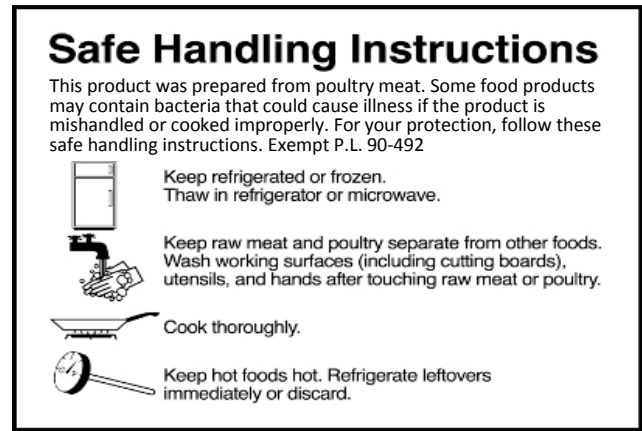 Safe Handling Instructions
This product was prepared from poultry meat. Some food products
may contain bacteria that could cause illness if the product is
mishandled or cooked improperly. For your protection, follow these
safe handling instructions. Exempt P.L. 90-492
Keep refrigerated or frozen.
Thaw in refrigerator or microwave.
Keep raw meat and poultry separate from other foods.
Wash working surfaces (including cutting boards),
utensils, and hands after touching raw meat or poultry.
Cook thoroughly.
Keep hot foods hot. Refrigerate leftovers
immediately or discard.